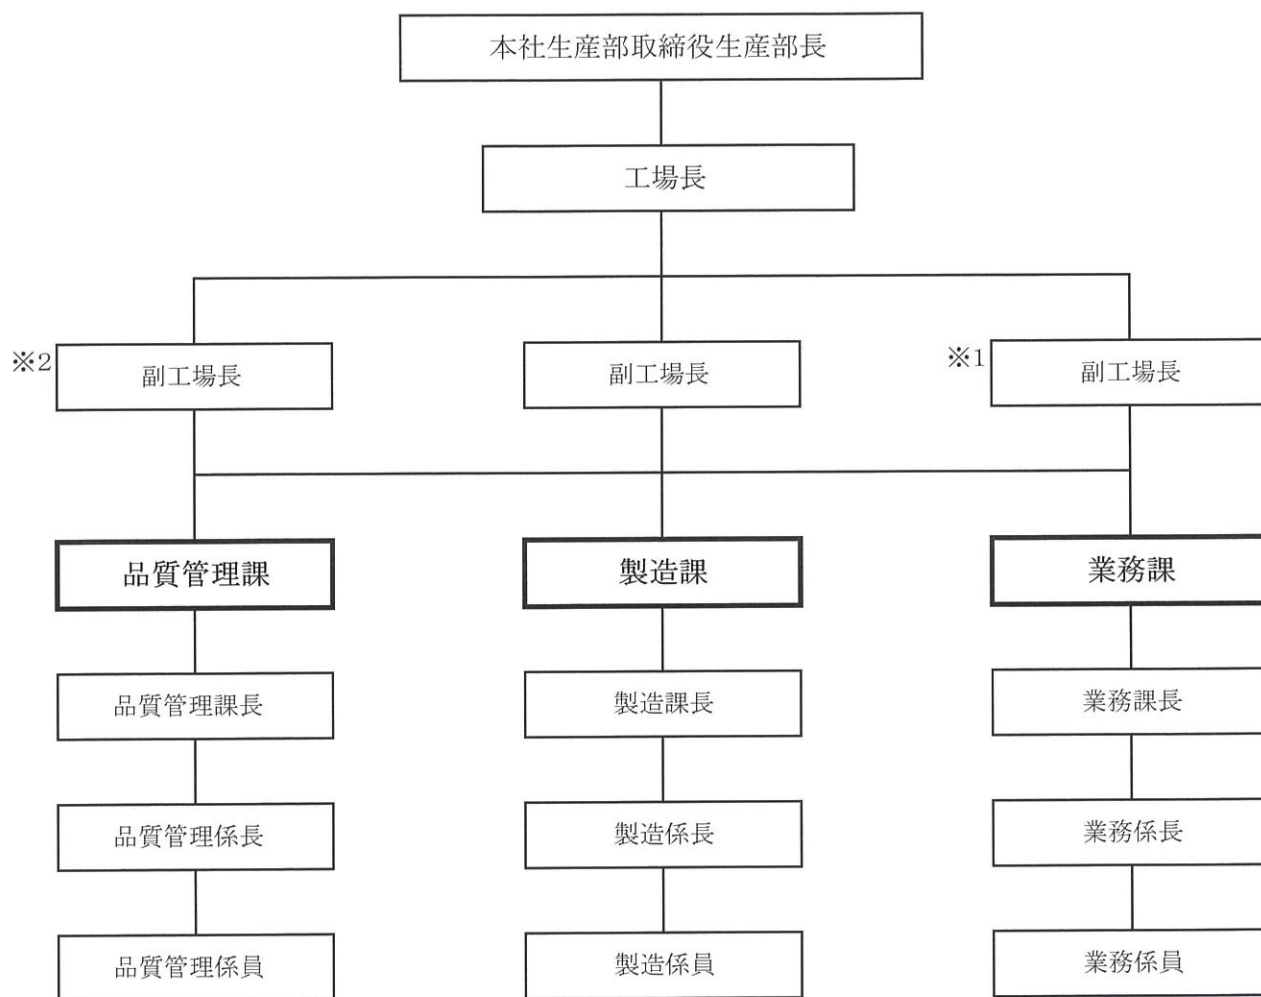 本社生産部取締役生産部長
工場長
※2
副工場長
副工場長
※1
副工場長
品質管理課
製造課
業務課
品質管理課長
製造課長
業務課長
品質管理係長
製造係長
業務係長
品質管理係員
製造係員
業務係員